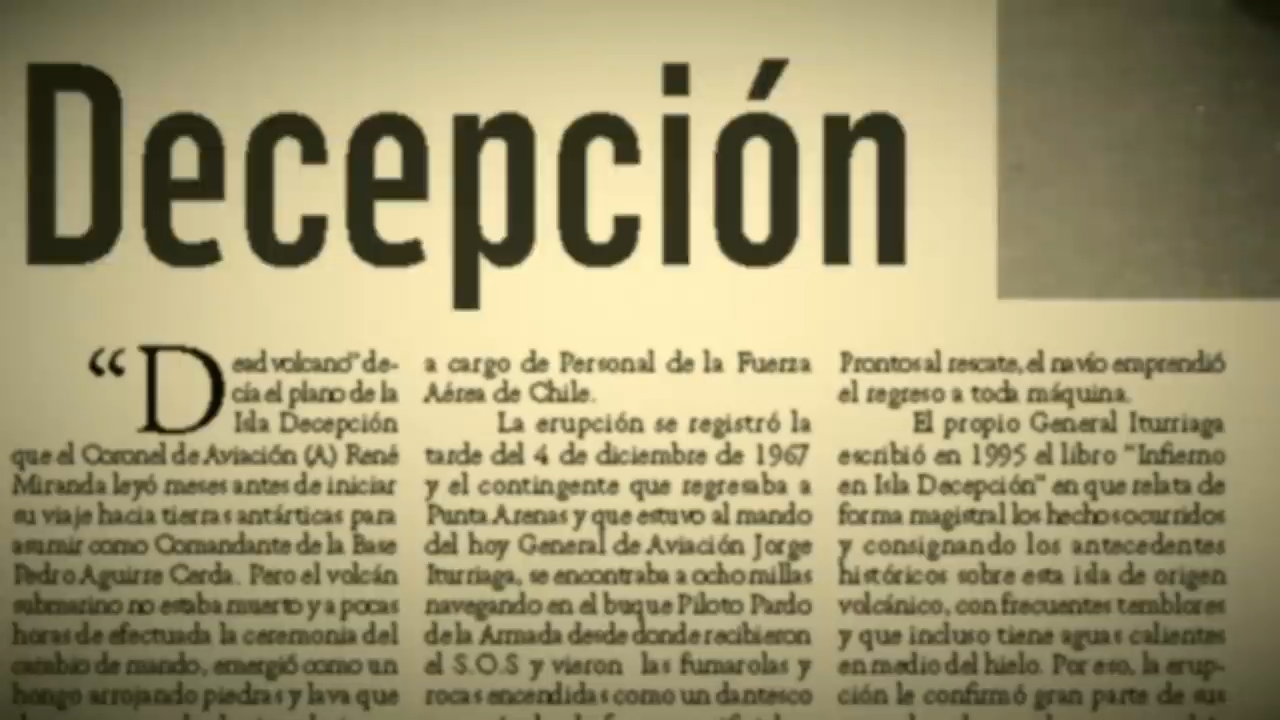 Decepción
“Dead volcano” de-
cía el plano de la
Isla Decepción
que el Coronel de Aviación (A) René
Miranda leyó meses antes de iniciar
su viaje hacia tierras antárticas para
asumir como Comandante de la Base
Pedro Aguirre Cerda. Pero el volcán
submarino no estaba muerto y a pocas
horas de efectuada la ceremonia del
cambio de mando, emergió como un
hongo arrojando piedras y lava que
a cargo de Personal de la Fuerza
Aérea de Chile.
La erupción se registró la
tarde del 4 de diciembre de 1967
y el contingente que regresaba a
Punta Arenas y que estuvo al mando
del hoy General de Aviación Jorge
Iturriaga, se encontraba a ocho millas
navegando en el buque Piloto Pardo
de la Armada desde donde recibieron
el S.O.S y vieron las fumarolas y
rocas encendidas como un dantesco
Prontos al rescate, el navío emprendió
el regreso a toda máquina.
El propio General Iturriaga
escribió en 1995 el libro "Infierno
en Isla Decepción" en que relata de
forma magistral los hechos ocurridos
y consignando los antecedentes
históricos sobre esta isla de origen
volcánico, con frecuentes temblores
y que incluso tiene aguas calientes
en medio del hielo. Por eso, la erup-
ción le confirmó gran parte de sus